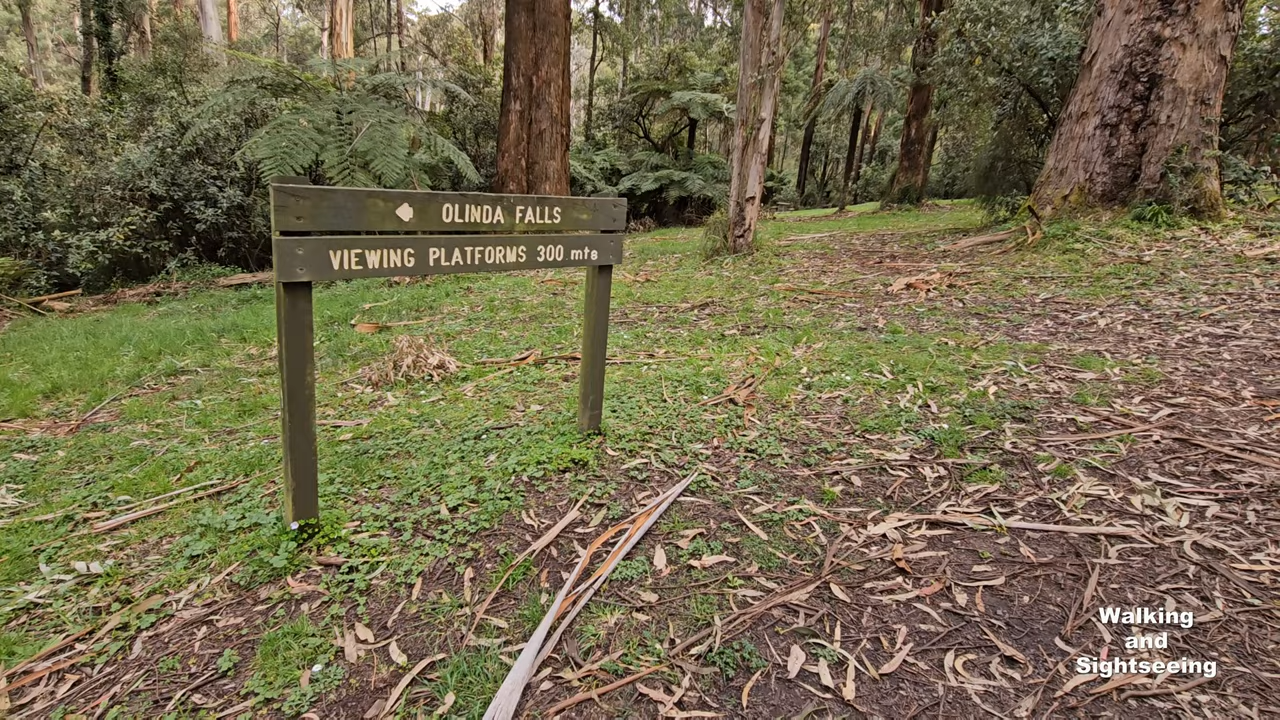 OLINDA FALLS
VIEWING PLATFORMS 300 mts
Walking
and
Sightseeing